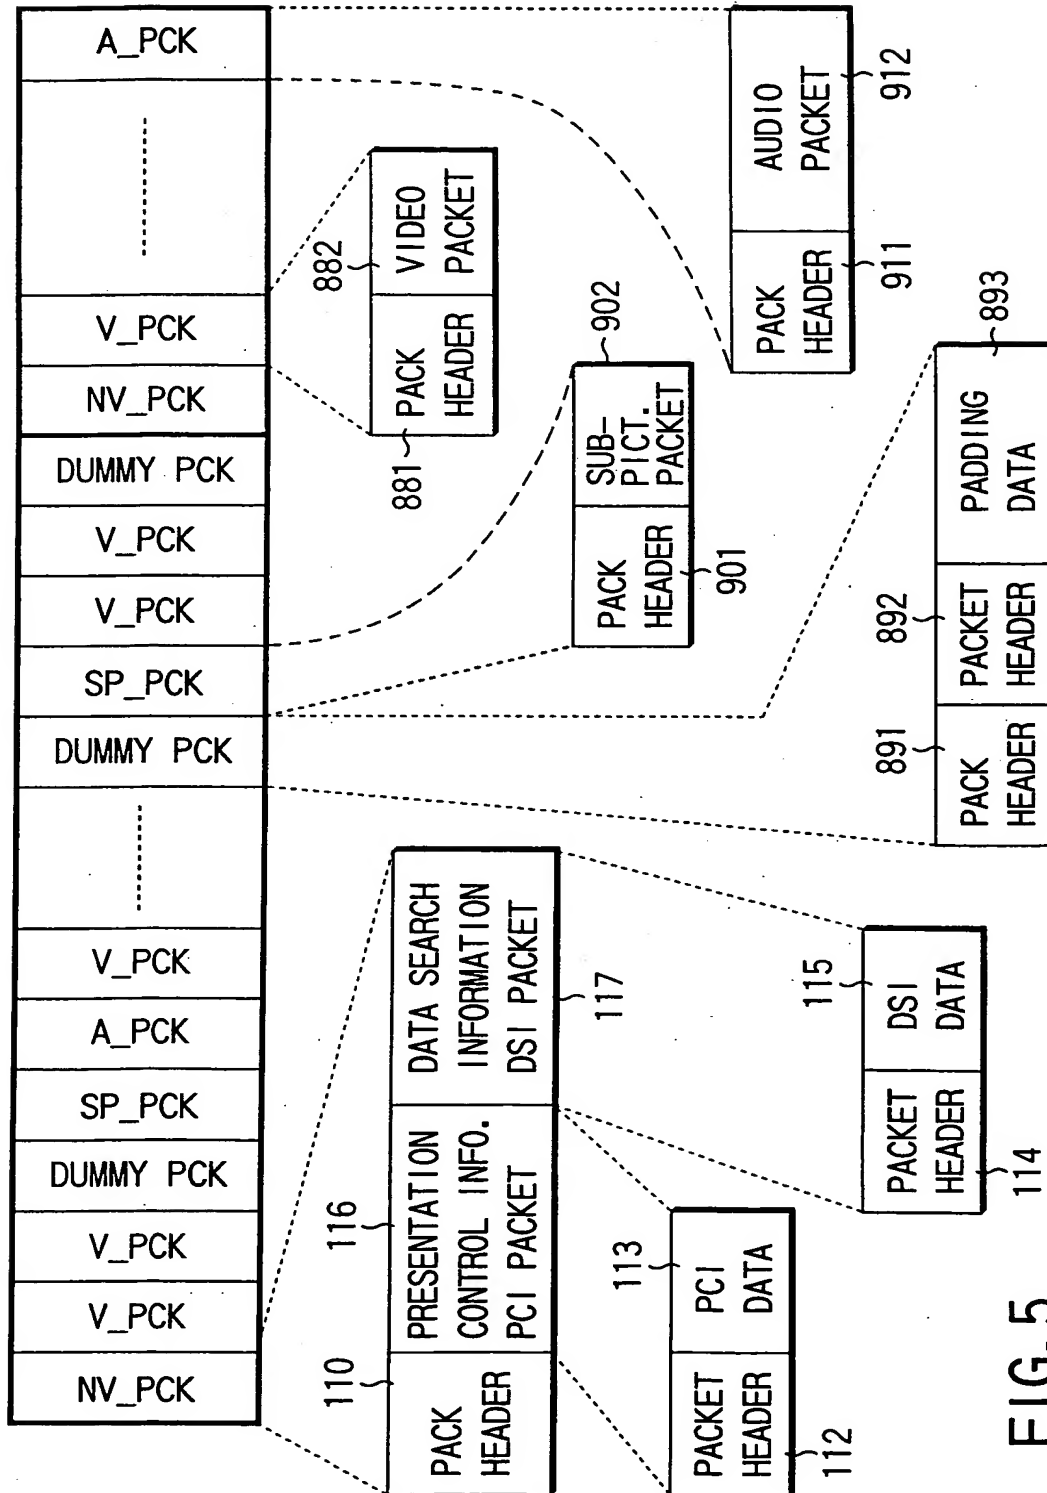 NV_PCK
V_PCK
V_PCK
DUMMY PCK
SP_PCK
A_PCK
V_PCK
DUMMY PCK
SP_PCK
V_PCK
V_PCK
DUMMY PCK
NV_PCK
V_PCK
A_PCK
110
116
PACK
HEADER
PRESENTATION
CONTROL INFO.
PCI PACKET
DATA SEARCH
INFORMATION
DSI PACKET
117
881
882
PACK
HEADER
VIDEO
PACKET
PACK
HEADER
SUB-
PICT.
PACKET
902
901
113
PACKET
HEADER
PCI
DATA
112
PACK
HEADER
AUDIO
PACKET
911
912
115
PACKET
HEADER
DSI
DATA
114
891
892
PACK
HEADER
PACKET
HEADER
PADDING
DATA
893
FIG. 5